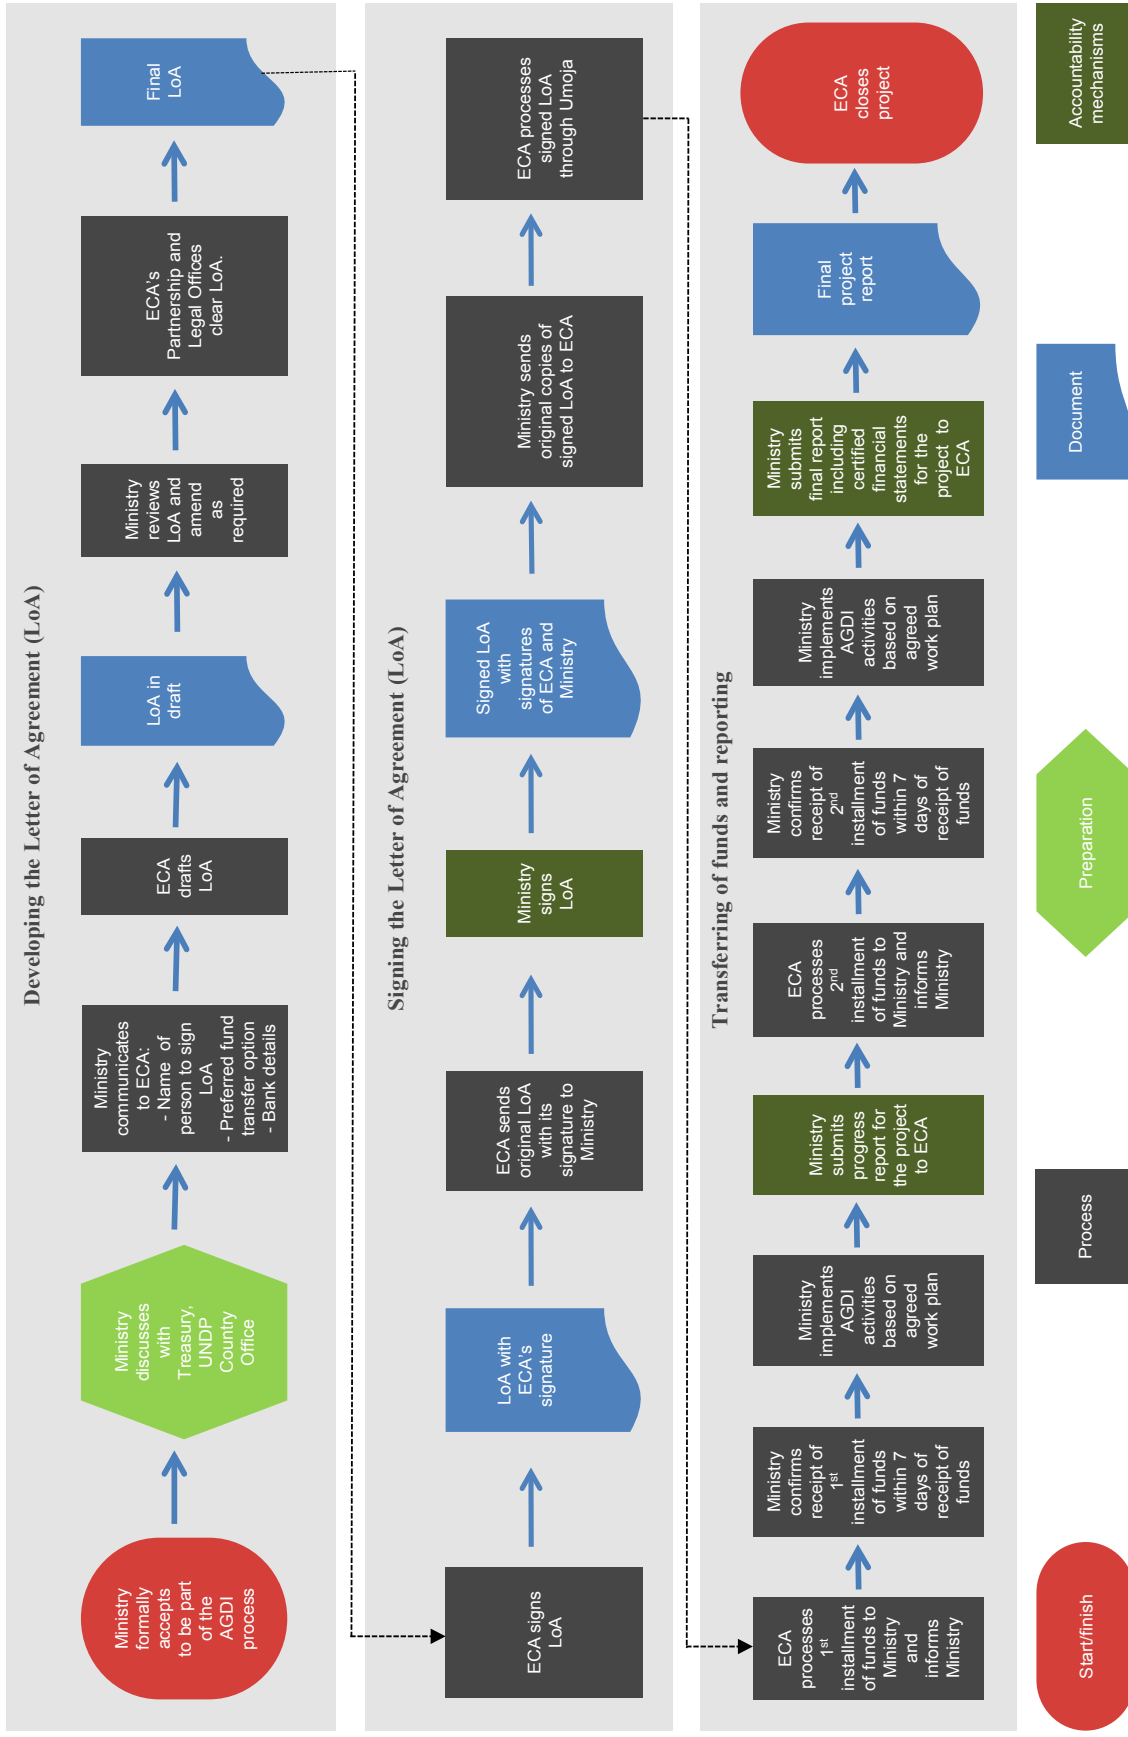 Developing the Letter of Agreement (LoA)
Ministry
formally
accepts
to be part
of the
AGDI
process
Ministry
discusses
with
Treasury,
UNDP
Country
Office
Ministry
communicates
to ECA:
- Name of
person to sign
LoA
- Preferred fund
transfer option
- Bank details
ECA
drafts
LoA
LoA in
draft
Ministry
reviews
LoA and
amend
as
required
ECA's
Partnership and
Legal Offices
clear LoA.
Final
LoA
Signing the Letter of Agreement (LoA)
ECA signs
LoA
LoA with
ECA's
signature
ECA sends
original LoA
with its
signature to
Ministry
Ministry
signs
LoA
Signed LoA
with
signatures
of ECA and
Ministry
Ministry sends
original copies of
signed LoA to ECA
ECA processes
signed LoA
through Umoja
Transferring of funds and reporting
ECA
processes
1st
installment
of funds to
Ministry
and
informs
Ministry
Ministry
confirms
receipt of
1st
installment
of funds
within 7
days of
receipt of
funds
Ministry
implements
AGDI
activities
based on
agreed
work plan
Ministry
submits
progress
report for
the project
to ECA
ECA
processes
2nd
installment
of funds to
Ministry and
informs
Ministry
Ministry
confirms
receipt of
2nd
installment
of funds
within 7
days of
receipt of
funds
Ministry
implements
AGDI
activities
based on
agreed
work plan
Ministry
submits
final report
including
certified
financial
statements
for the
project to
ECA
Final
project
report
ECA
closes
project
Start/finish
Process
Preparation
Document
Accountability
mechanisms